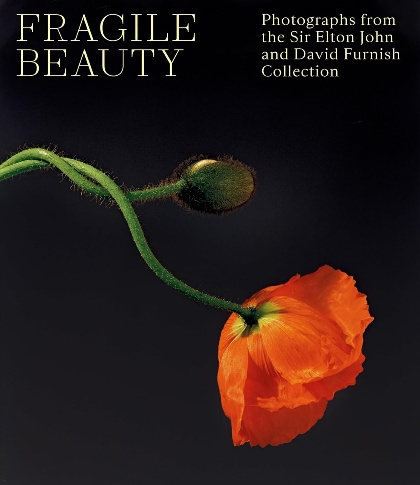 FRAGILE
BEAUTY
Photographs from
the Sir Elton John
and David Furnish
Collection